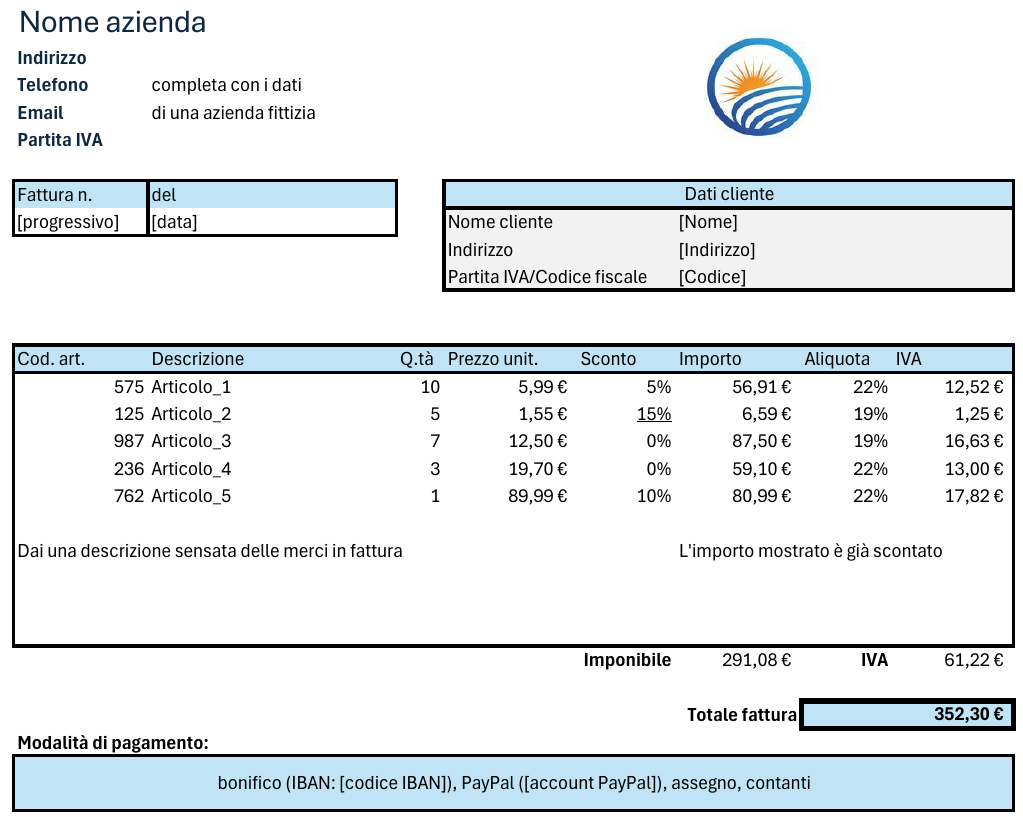 Nome azienda
Indirizzo
Telefono completa con i dati
Email di una azienda fittizia
Partita IVA
Fattura n. del
[progressivo] [data]
Dati cliente
Nome cliente [Nome]
Indirizzo [Indirizzo]
Partita IVA/Codice fiscale [Codice]
Cod. art. Descrizione Q.tà Prezzo unit. Sconto Importo Aliquota IVA
575 Articolo_1 10 5,99 € 5% 56,91 € 22% 12,52 €
125 Articolo_2 5 1,55 € 15% 6,59 € 19% 1,25 €
987 Articolo_3 7 12,50 € 0% 87,50 € 19% 16,63 €
236 Articolo_4 3 19,70 € 0% 59,10 € 22% 13,00 €
762 Articolo_5 1 89,99 € 10% 80,99 € 22% 17,82 €
Dai una descrizione sensata delle merci in fattura L'importo mostrato è già scontato
Imponibile 291,08 € IVA 61,22 €
Totale fattura 352,30 €
Modalità di pagamento:
bonifico (IBAN: [codice IBAN]), PayPal ([account PayPal]), assegno, contanti